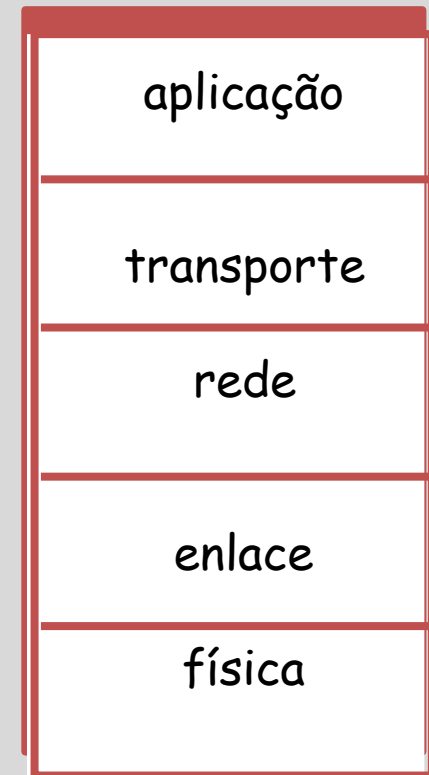 aplicação
transporte
rede
enlace
física